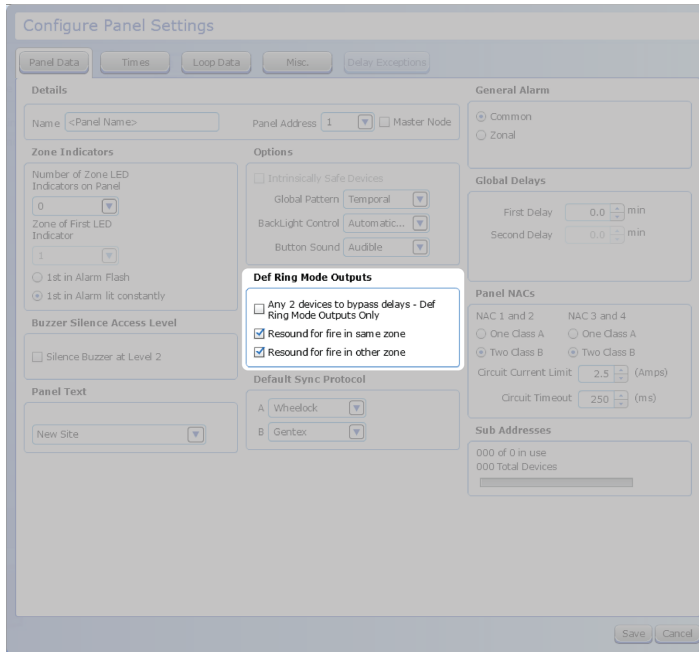 Configure Panel Settings
Panel Data
Times
Loop Data
Misc.
Delay Exceptions
Details
Name <Panel Name>
Panel Address 1
Master Node
Zone Indicators
Number of Zone LED
Indicators on Panel
0
Zone of First LED
Indicator
1
1st in Alarm Flash
1st in Alarm lit constantly
Buzzer Silence Access Level
Silence Buzzer at Level 2
Panel Text
New Site
Options
Intrinsically Safe Devices
Global Pattern Temporal
BackLight Control Automatic...
Button Sound Audible
Def Ring Mode Outputs
Any 2 devices to bypass delays - Def
Ring Mode Outputs Only
Resound for fire in same zone
Resound for fire in other zone
Default Sync Protocol
A Wheelock
B Gentex
General Alarm
Common
Zonal
Global Delays
First Delay 0.0 min
Second Delay 0.0 min
Panel NACs
NAC 1 and 2 NAC 3 and 4
One Class A One Class A
Two Class B Two Class B
Circuit Current Limit 2.5 (Amps)
Circuit Timeout 250 (ms)
Sub Addresses
000 of 0 in use
000 Total Devices
Save Cancel